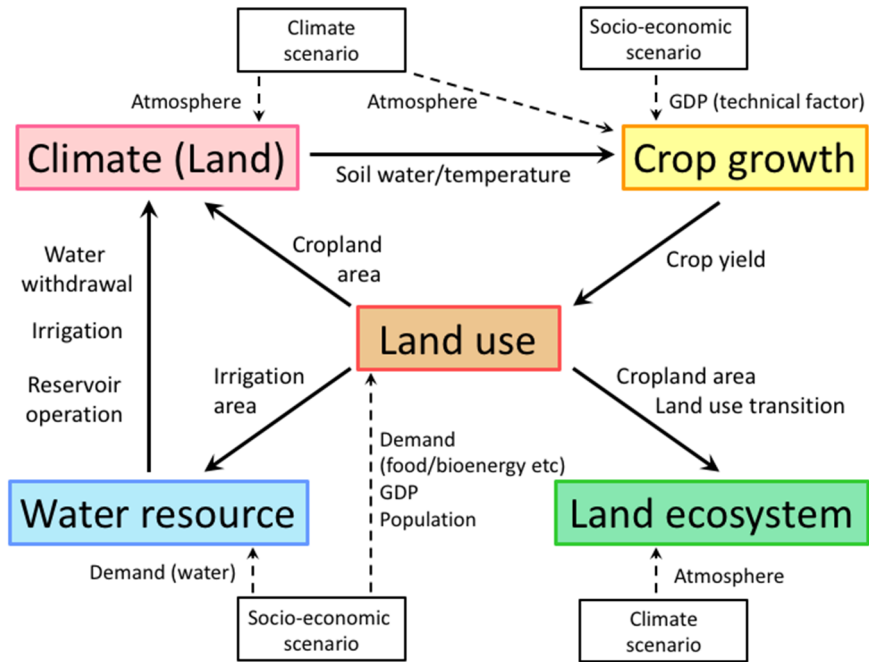 Climate
scenario
Socio-economic
scenario
Atmosphere
Atmosphere
GDP (technical factor)
Climate (Land)
Crop growth
Soil water/temperature
Water
withdrawal
Irrigation
Reservoir
operation
Cropland
area
Crop yield
Land use
Irrigation
area
Cropland area
Land use transition
Demand
(food/bioenergy etc)
GDP
Population
Water resource
Land ecosystem
Demand (water)
Atmosphere
Socio-economic
scenario
Climate
scenario